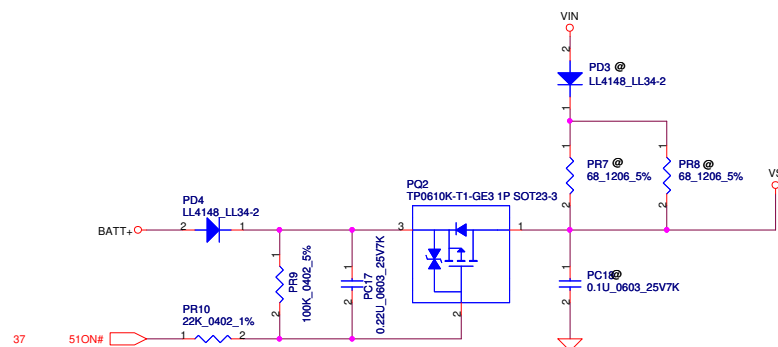 VIN
2
PD3 @
LL4148_LL34-2
1
1
1
PR7 @
68_1206_5%
PR8 @
68_1206_5%
2
2
VS
PQ2
TP0610K-T1-GE3 1P SOT23-3
PD4
LL4148_LL34-2
BATT+
2
1
3
1
1
PR9
100K_0402_5%
2
1
PC17
0.22U_0603_25V7K
2
2
1
PC18@
0.1U_0603_25V7K
2
PR10
22K_0402_1%
37
51ON#
1
2